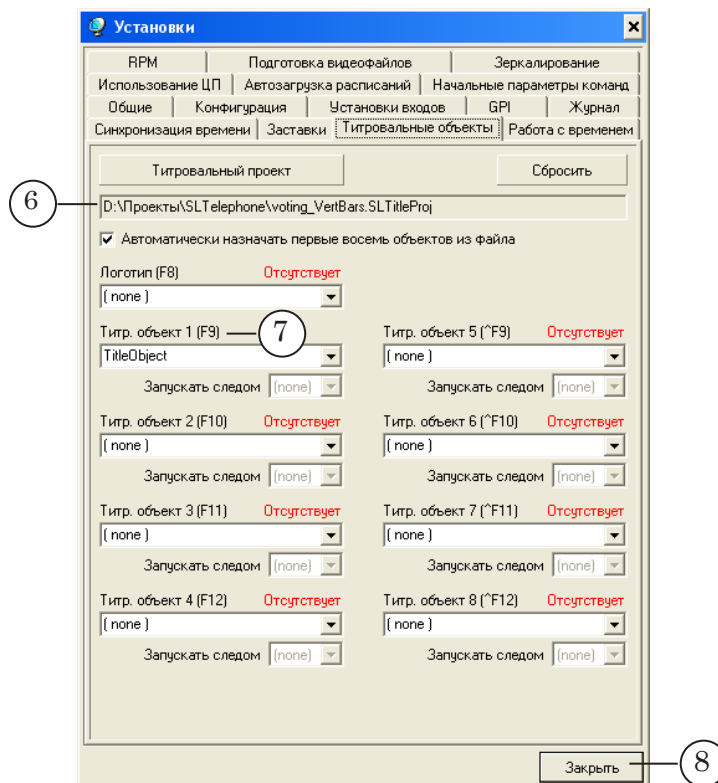 Установки
RPM Подготовка видеофайлов Зеркалирование
Использование ЦП Автозагрузка расписаний Начальные параметры команд
Общие Конфигурация Установки входов GPI Журнал
Синхронизация времени Заставки Титровальные объекты Работа с временем
Титровальный проект Сбросить
6
D:\Проекты\SLTelephone\voting_VertBars.SLTitleProj
Автоматически назначать первые восемь объектов из файла
Логотип (F8) Отсутствует
( none )
Титр. объект 1 (F9) 7 Титр. объект 5 (^F9) Отсутствует
TitleObject ( none )
Запускать следом (none) Запускать следом (none)
Титр. объект 2 (F10) Отсутствует Титр. объект 6 (^F10) Отсутствует
( none ) ( none )
Запускать следом (none) Запускать следом (none)
Титр. объект 3 (F11) Отсутствует Титр. объект 7 (^F11) Отсутствует
( none ) ( none )
Запускать следом (none) Запускать следом (none)
Титр. объект 4 (F12) Отсутствует Титр. объект 8 (^F12) Отсутствует
( none ) ( none )
Запускать следом (none) Запускать следом (none)
Закрыть 8